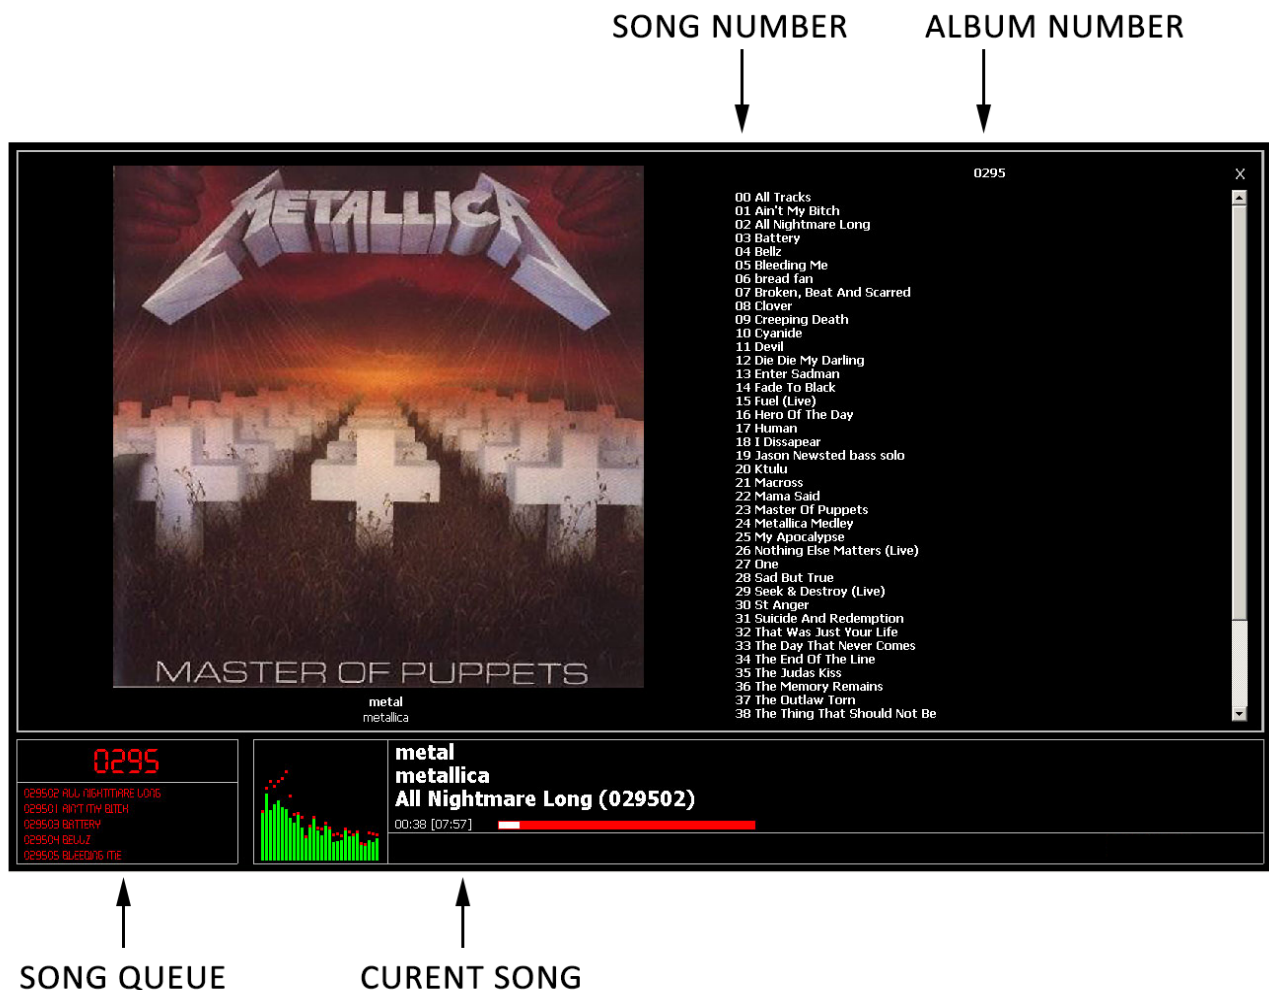 SONG NUMBER
ALBUM NUMBER
METALLICA
MASTER OF PUPPETS
metal
metallica
0295
X
00 All Tracks
01 Ain't My Bitch
02 All Nightmare Long
03 Battery
04 Bellz
05 Bleeding Me
06 bread fan
07 Broken, Beat And Scarred
08 Clover
09 Creeping Death
10 Cyanide
11 Devil
12 Die Die My Darling
13 Enter Sadman
14 Fade To Black
15 Fuel (Live)
16 Hero Of The Day
17 Human
18 I Dissapear
19 Jason Newsted bass solo
20 Ktulu
21 Macross
22 Mama Said
23 Master Of Puppets
24 Metallica Medley
25 My Apocalypse
26 Nothing Else Matters (Live)
27 One
28 Sad But True
29 Seek & Destroy (Live)
30 St Anger
31 Suicide And Redemption
32 That Was Just Your Life
33 The Day That Never Comes
34 The End Of The Line
35 The Judas Kiss
36 The Memory Remains
37 The Outlaw Torn
38 The Thing That Should Not Be
0295
029502 ALL NIGHTMARE LONG
029501 AIN'T MY BITCH
029503 BATTERY
029504 BELLZ
029505 BLEEDING ME
metal
metallica
All Nightmare Long (029502)
00:38 [07:57]
SONG QUEUE
CURENT SONG